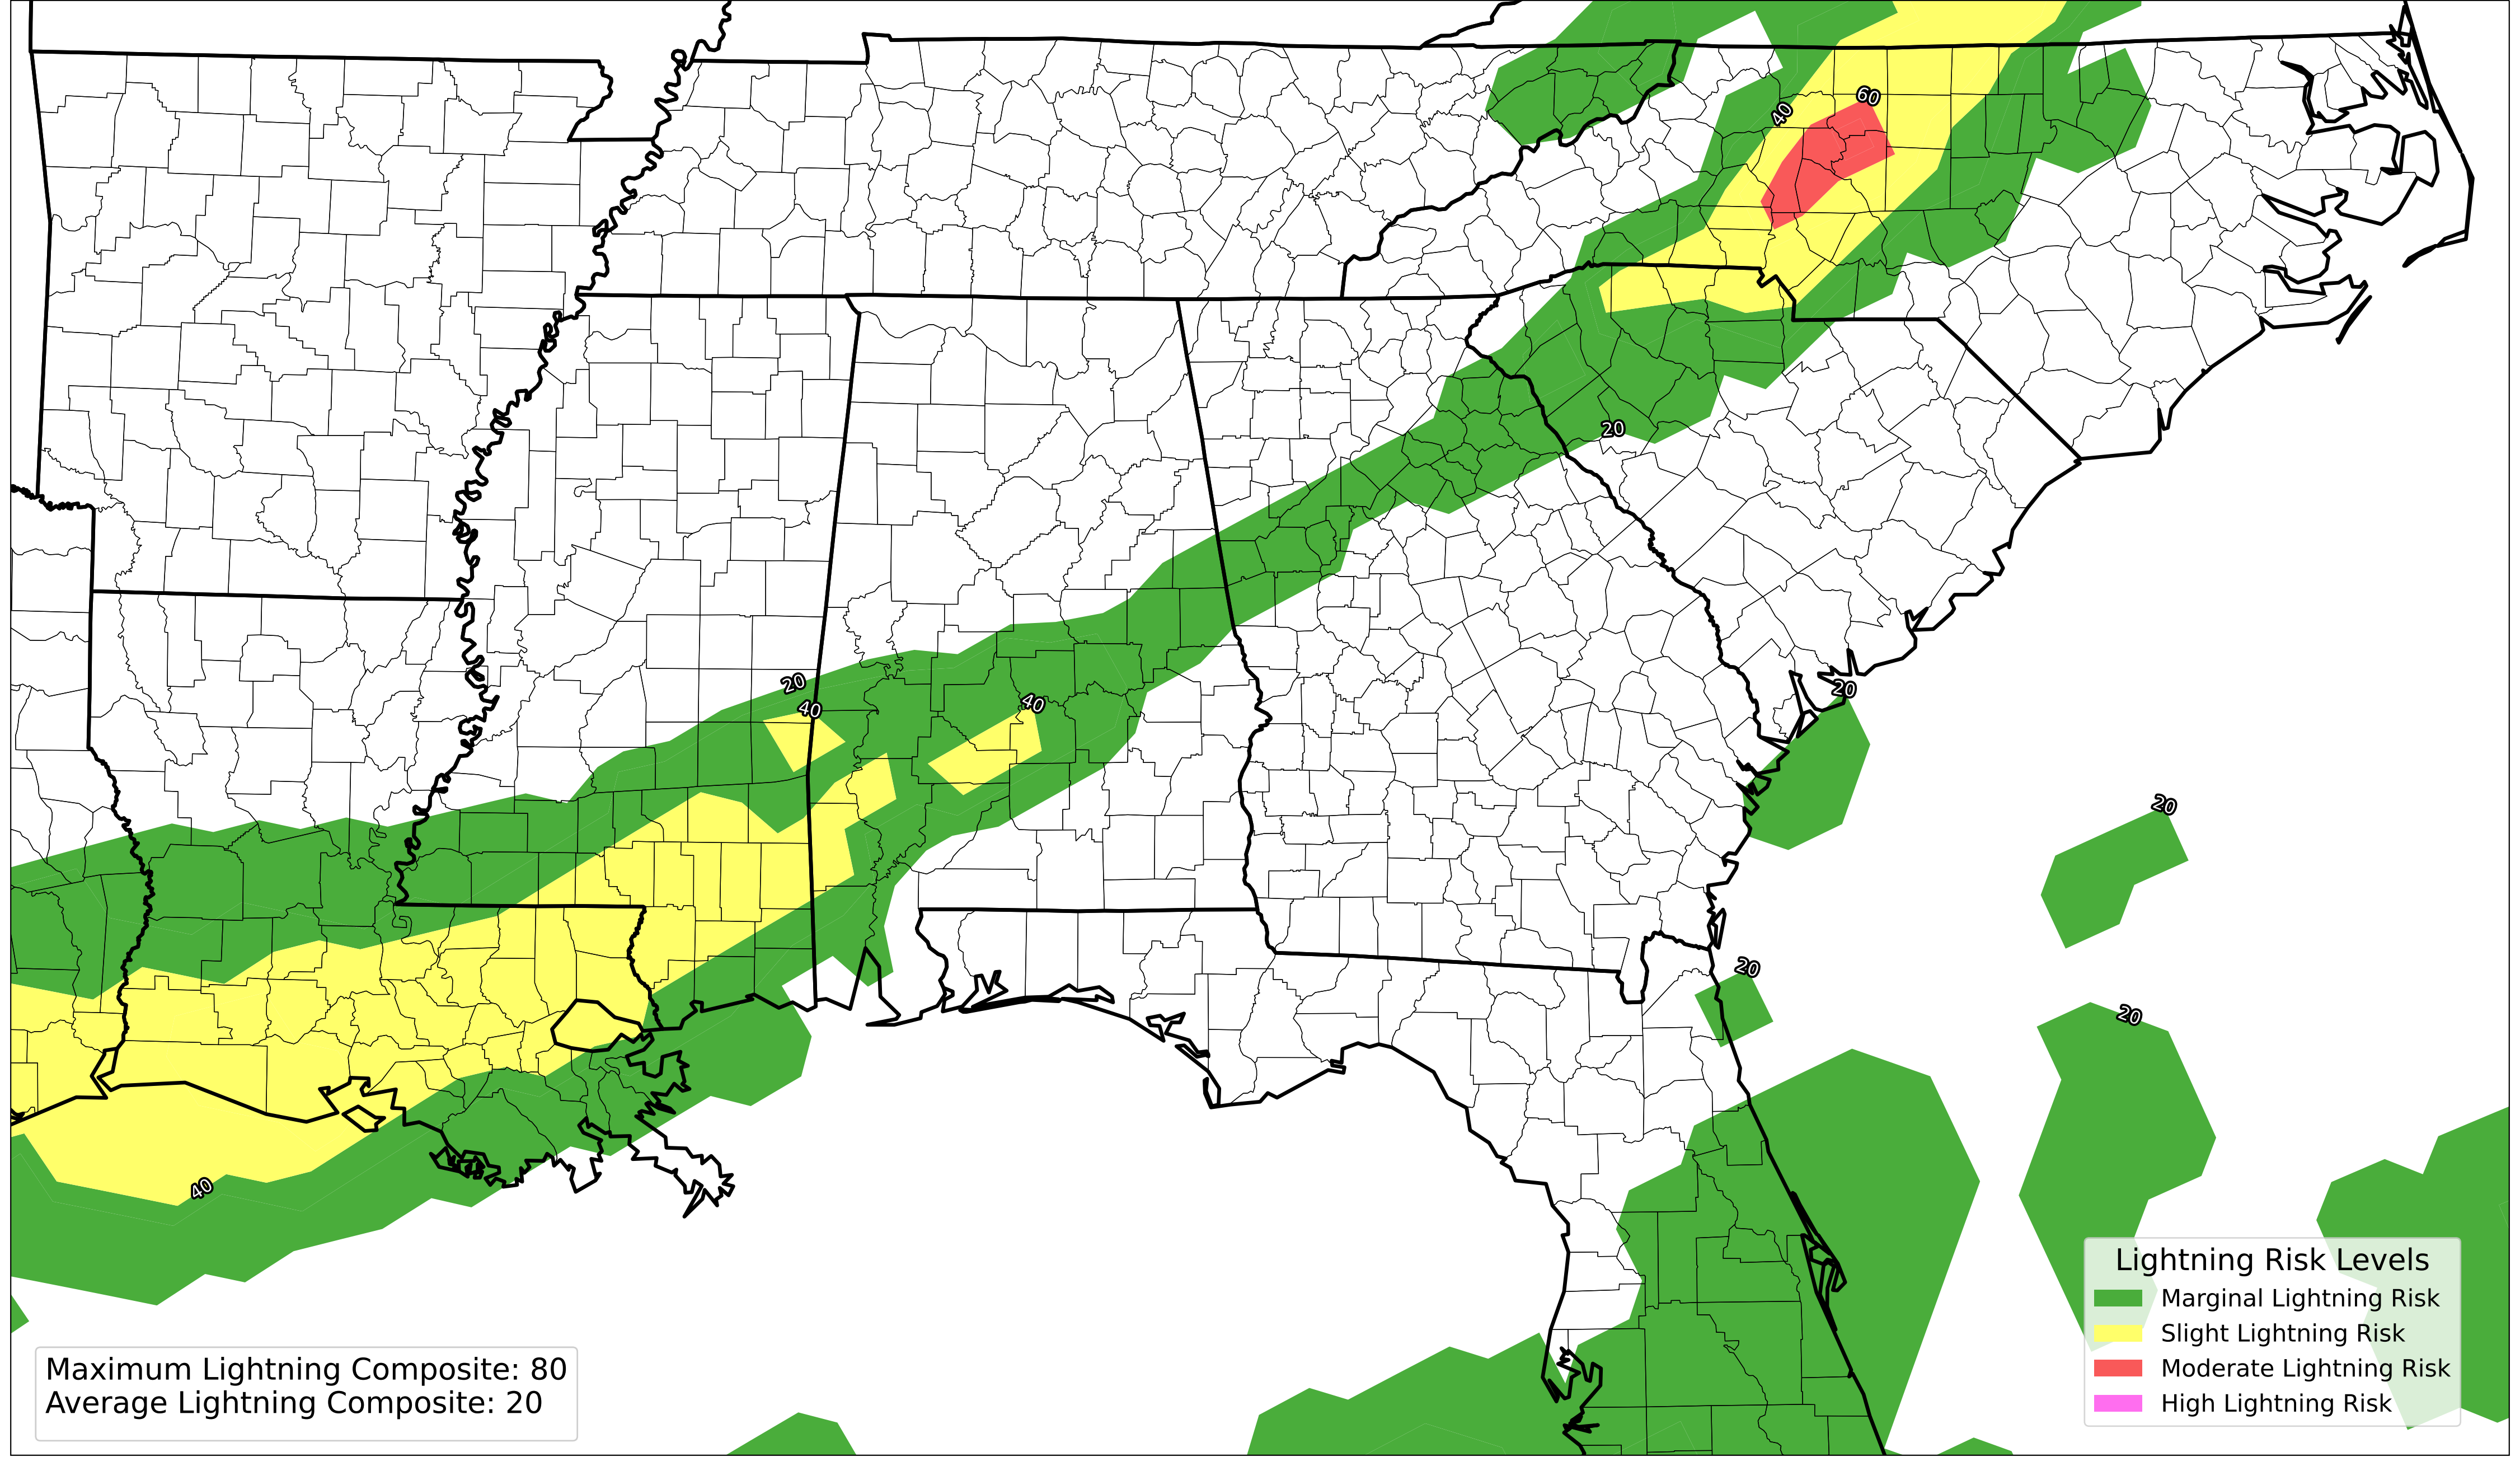 60
40
20
20
40
40
20
20
20
20
40
Lightning Risk Levels
Marginal Lightning Risk
Slight Lightning Risk
Moderate Lightning Risk
High Lightning Risk
Maximum Lightning Composite: 80
Average Lightning Composite: 20